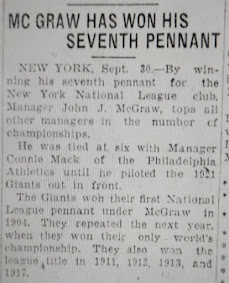 MC GRAW HAS WON HIS
SEVENTH PENNANT
NEW YORK, Sept. 30.—By win-
ning his seventh pennant for the
New York National League club,
Manager John J. McGraw, tops all
other managers in the number of
championships.
He was tied at six with Manager
Connie Mack of the Philadelphia
Athletics until he piloted the 1921
Giants out in front.
The Giants won their first National
League pennant under McGraw in
1904. They repeated the next year,
when they won their only world's
championship. They also won the
league title in 1911, 1912, 1913, and
1917.